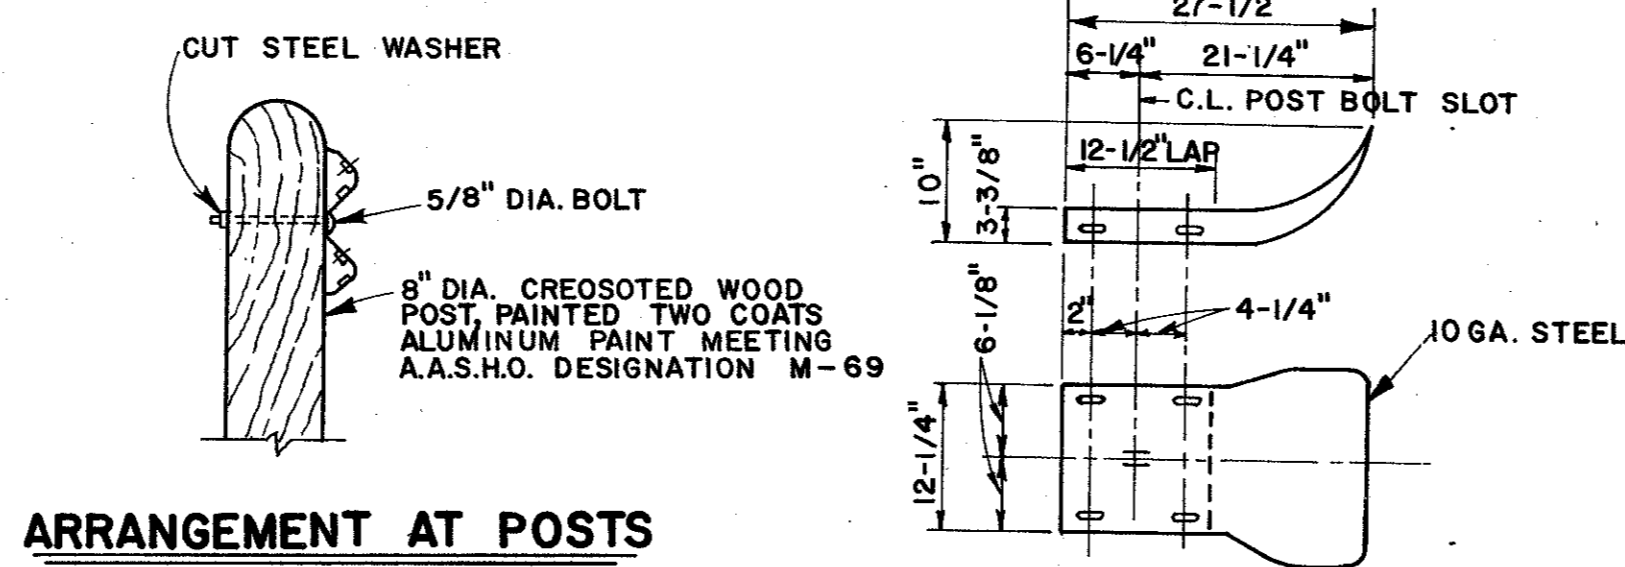 CUT STEEL WASHER
5/8" DIA. BOLT
8" DIA. CREOSOTED WOOD
POST, PAINTED TWO COATS
ALUMINUM PAINT MEETING
A.A.S.H.O. DESIGNATION M-69
ARRANGEMENT AT POSTS
27-1/2
6-1/4"
21-1/4"
C.L. POST BOLT SLOT
12-1/2" LAP
10"
3-3/8"
6-1/8"
2"
4-1/4"
10 GA. STEEL
12-1/4"